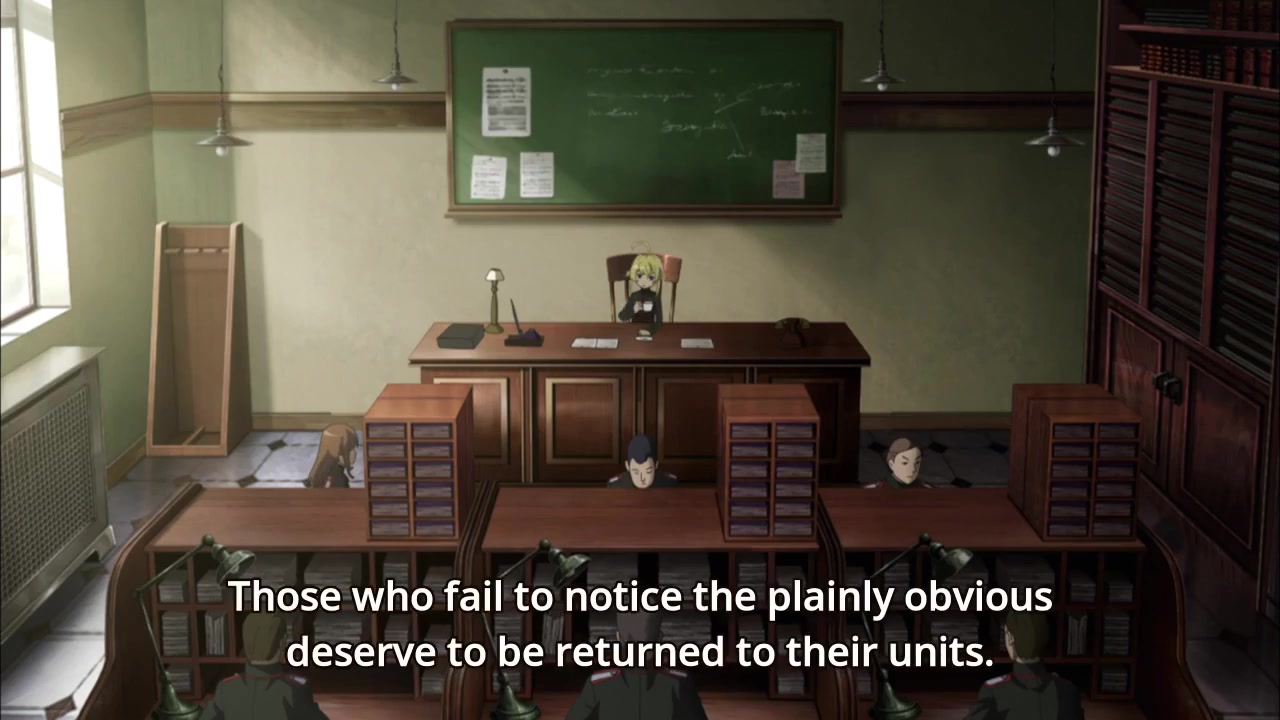 Those who fail to notice the plainly obvious
deserve to be returned to their units.